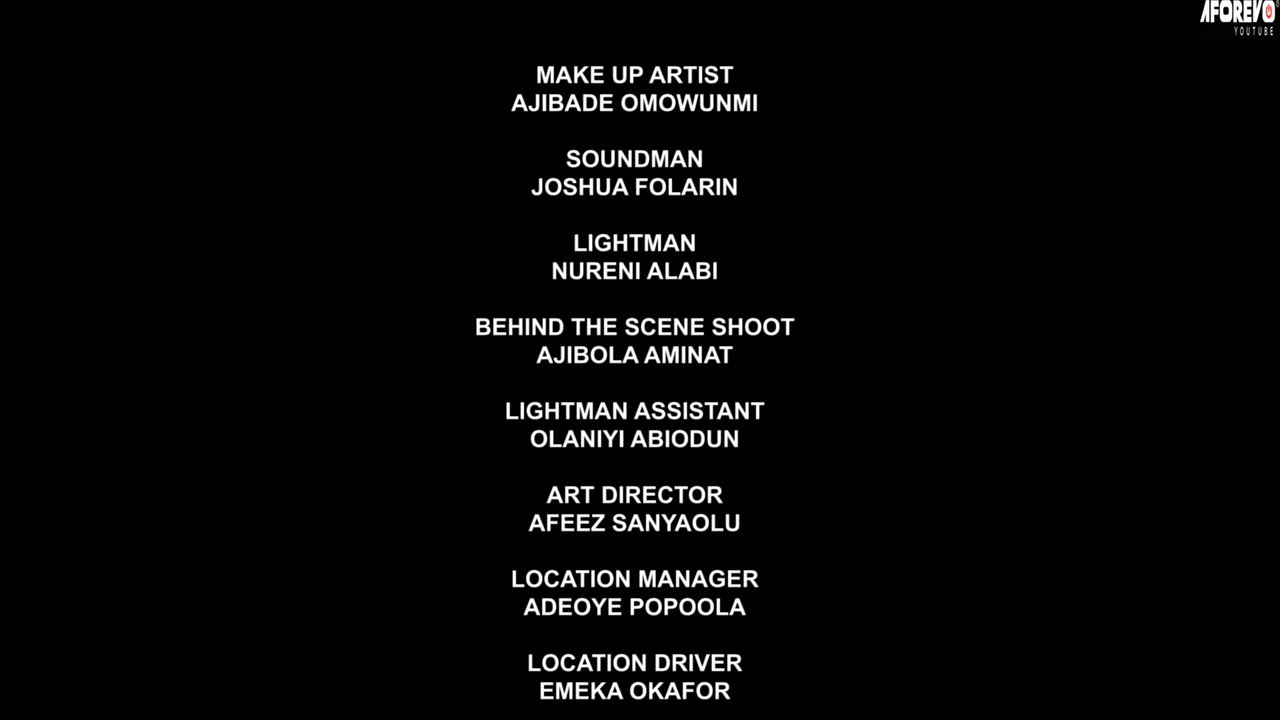 AFOREVO
YOUTUBE
MAKE UP ARTIST
AJIBADE OMOWUNMI
SOUNDMAN
JOSHUA FOLARIN
LIGHTMAN
NURENI ALABI
BEHIND THE SCENE SHOOT
AJIBOLA AMINAT
LIGHTMAN ASSISTANT
OLANIYI ABIODUN
ART DIRECTOR
AFEEZ SANYAOLU
LOCATION MANAGER
ADEOYE POPOOLA
LOCATION DRIVER
EMEKA OKAFOR